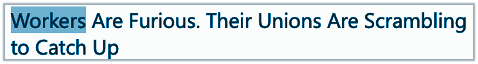 Workers Are Furious. Their Unions Are Scrambling
to Catch Up